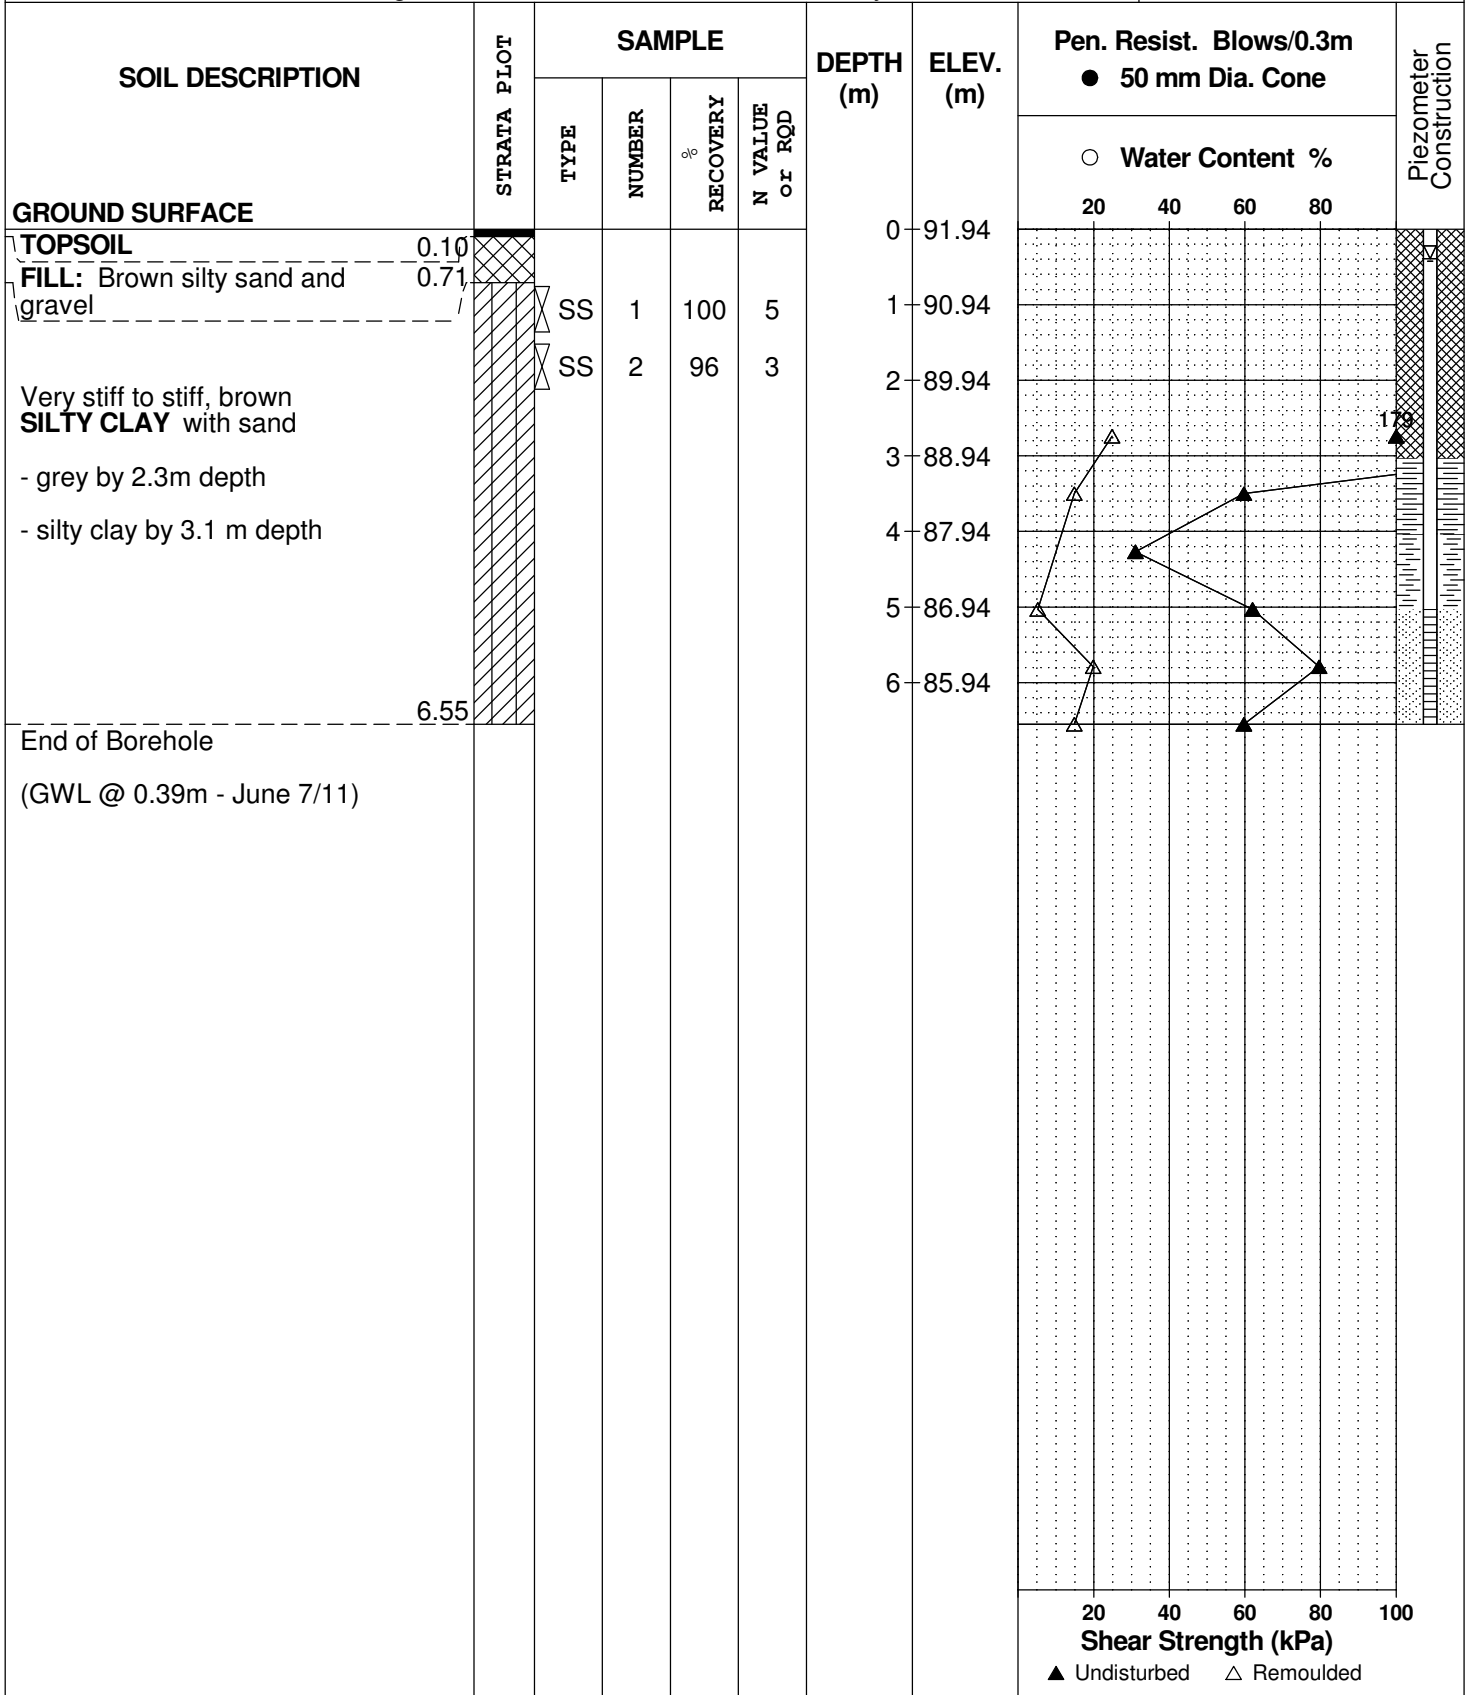 SOIL DESCRIPTION
GROUND SURFACE
STRATA PLOT
SAMPLE
TYPE
NUMBER
% RECOVERY
N VALUE or RQD
DEPTH (m)
ELEV. (m)
Pen. Resist. Blows/0.3m
● 50 mm Dia. Cone
○ Water Content %
20 40 60 80
Piezometer Construction
TOPSOIL 0.10
FILL: Brown silty sand and 0.71
gravel
SS 1 100 5
SS 2 96 3
Very stiff to stiff, brown
SILTY CLAY with sand
- grey by 2.3m depth
- silty clay by 3.1 m depth
6.55
End of Borehole
(GWL @ 0.39m - June 7/11)
0 91.94
1 90.94
2 89.94
3 88.94
4 87.94
5 86.94
6 85.94
179
20 40 60 80 100
Shear Strength (kPa)
▲ Undisturbed △ Remoulded